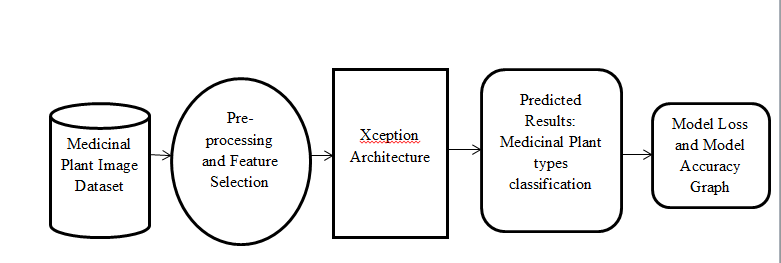 Medicinal
Plant Image
Dataset
Pre-
processing
and Feature
Selection
Xception
Architecture
Predicted
Results:
Medicinal Plant
types
classification
Model Loss
and Model
Accuracy
Graph